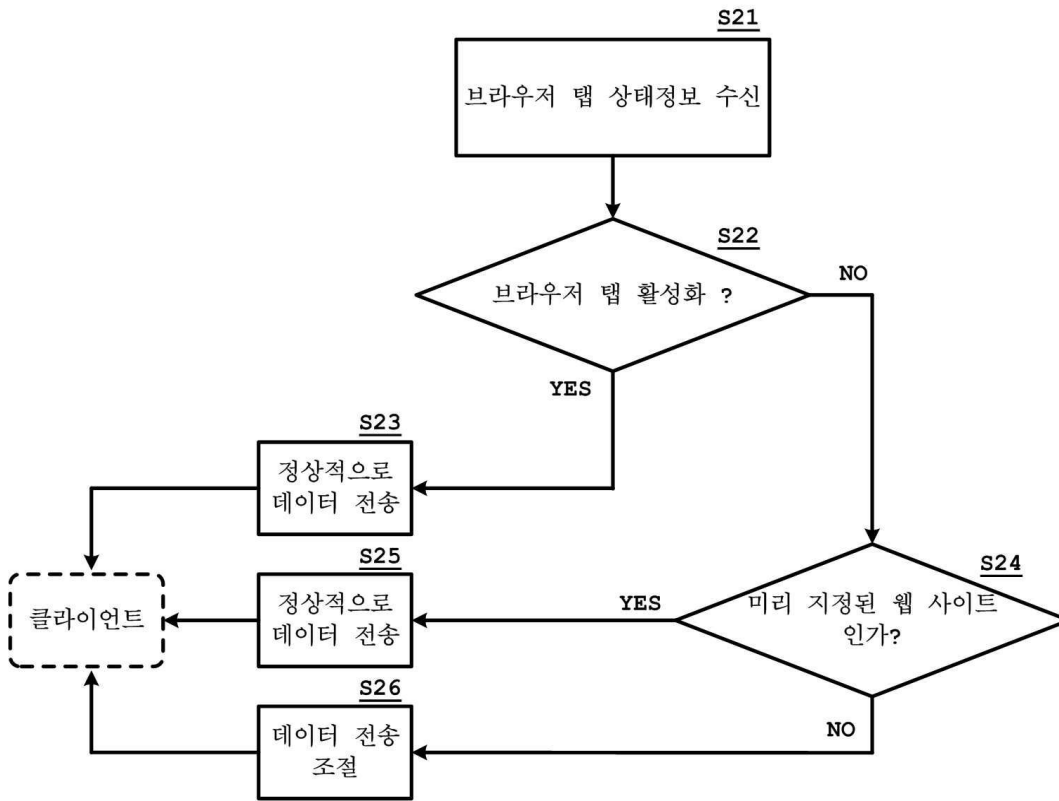 S21
브라우저 탭 상태정보 수신
S22
브라우저 탭 활성화 ?
NO
YES
S23
정상적으로
데이터 전송
S24
미리 지정된 웹 사이트
인가?
YES
S25
정상적으로
데이터 전송
클라이언트
NO
S26
데이터 전송
조절